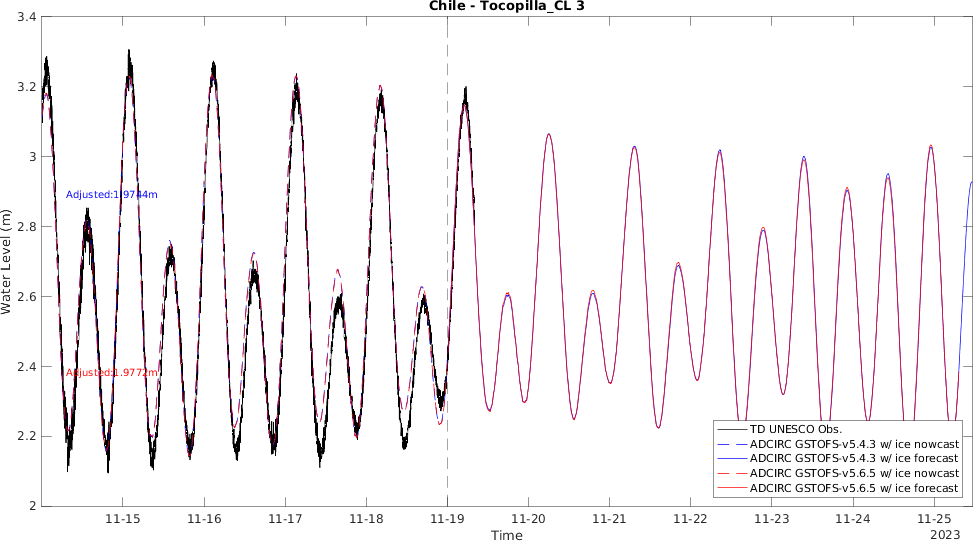 Chile - Tocopilla_CL 3
3.4
3.2
3
2.8
2.6
2.4
2.2
2
Water Level (m)
Adjusted:1.9744m
Adjusted:1.9772m
TD UNESCO Obs.
ADCIRC GSTOFS-v5.4.3 w/ ice nowcast
ADCIRC GSTOFS-v5.4.3 w/ ice forecast
ADCIRC GSTOFS-v5.6.5 w/ ice nowcast
ADCIRC GSTOFS-v5.6.5 w/ ice forecast
11-15 11-16 11-17 11-18 11-19 11-20 11-21 11-22 11-23 11-24 11-25
2023
Time